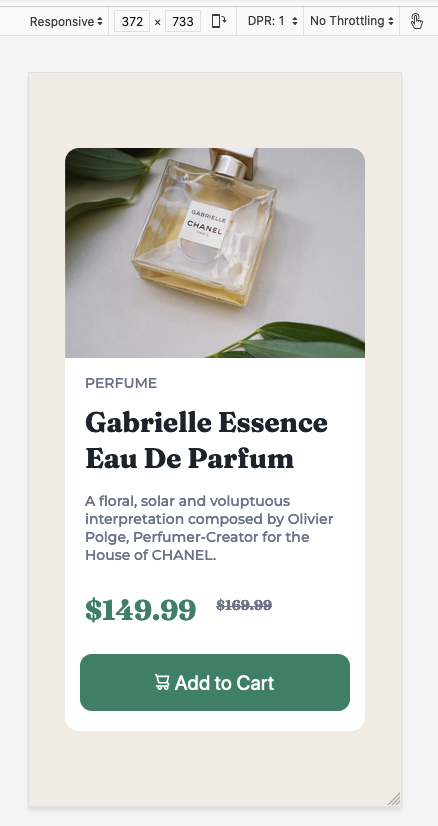 Responsive
372 × 733
DPR: 1
No Throttling
GABRIELLE
CHANEL
PARIS
PERFUME
Gabrielle Essence
Eau De Parfum
A floral, solar and voluptuous
interpretation composed by Olivier
Polge, Perfumer-Creator for the
House of CHANEL.
$149.99 $169.99
Add to Cart